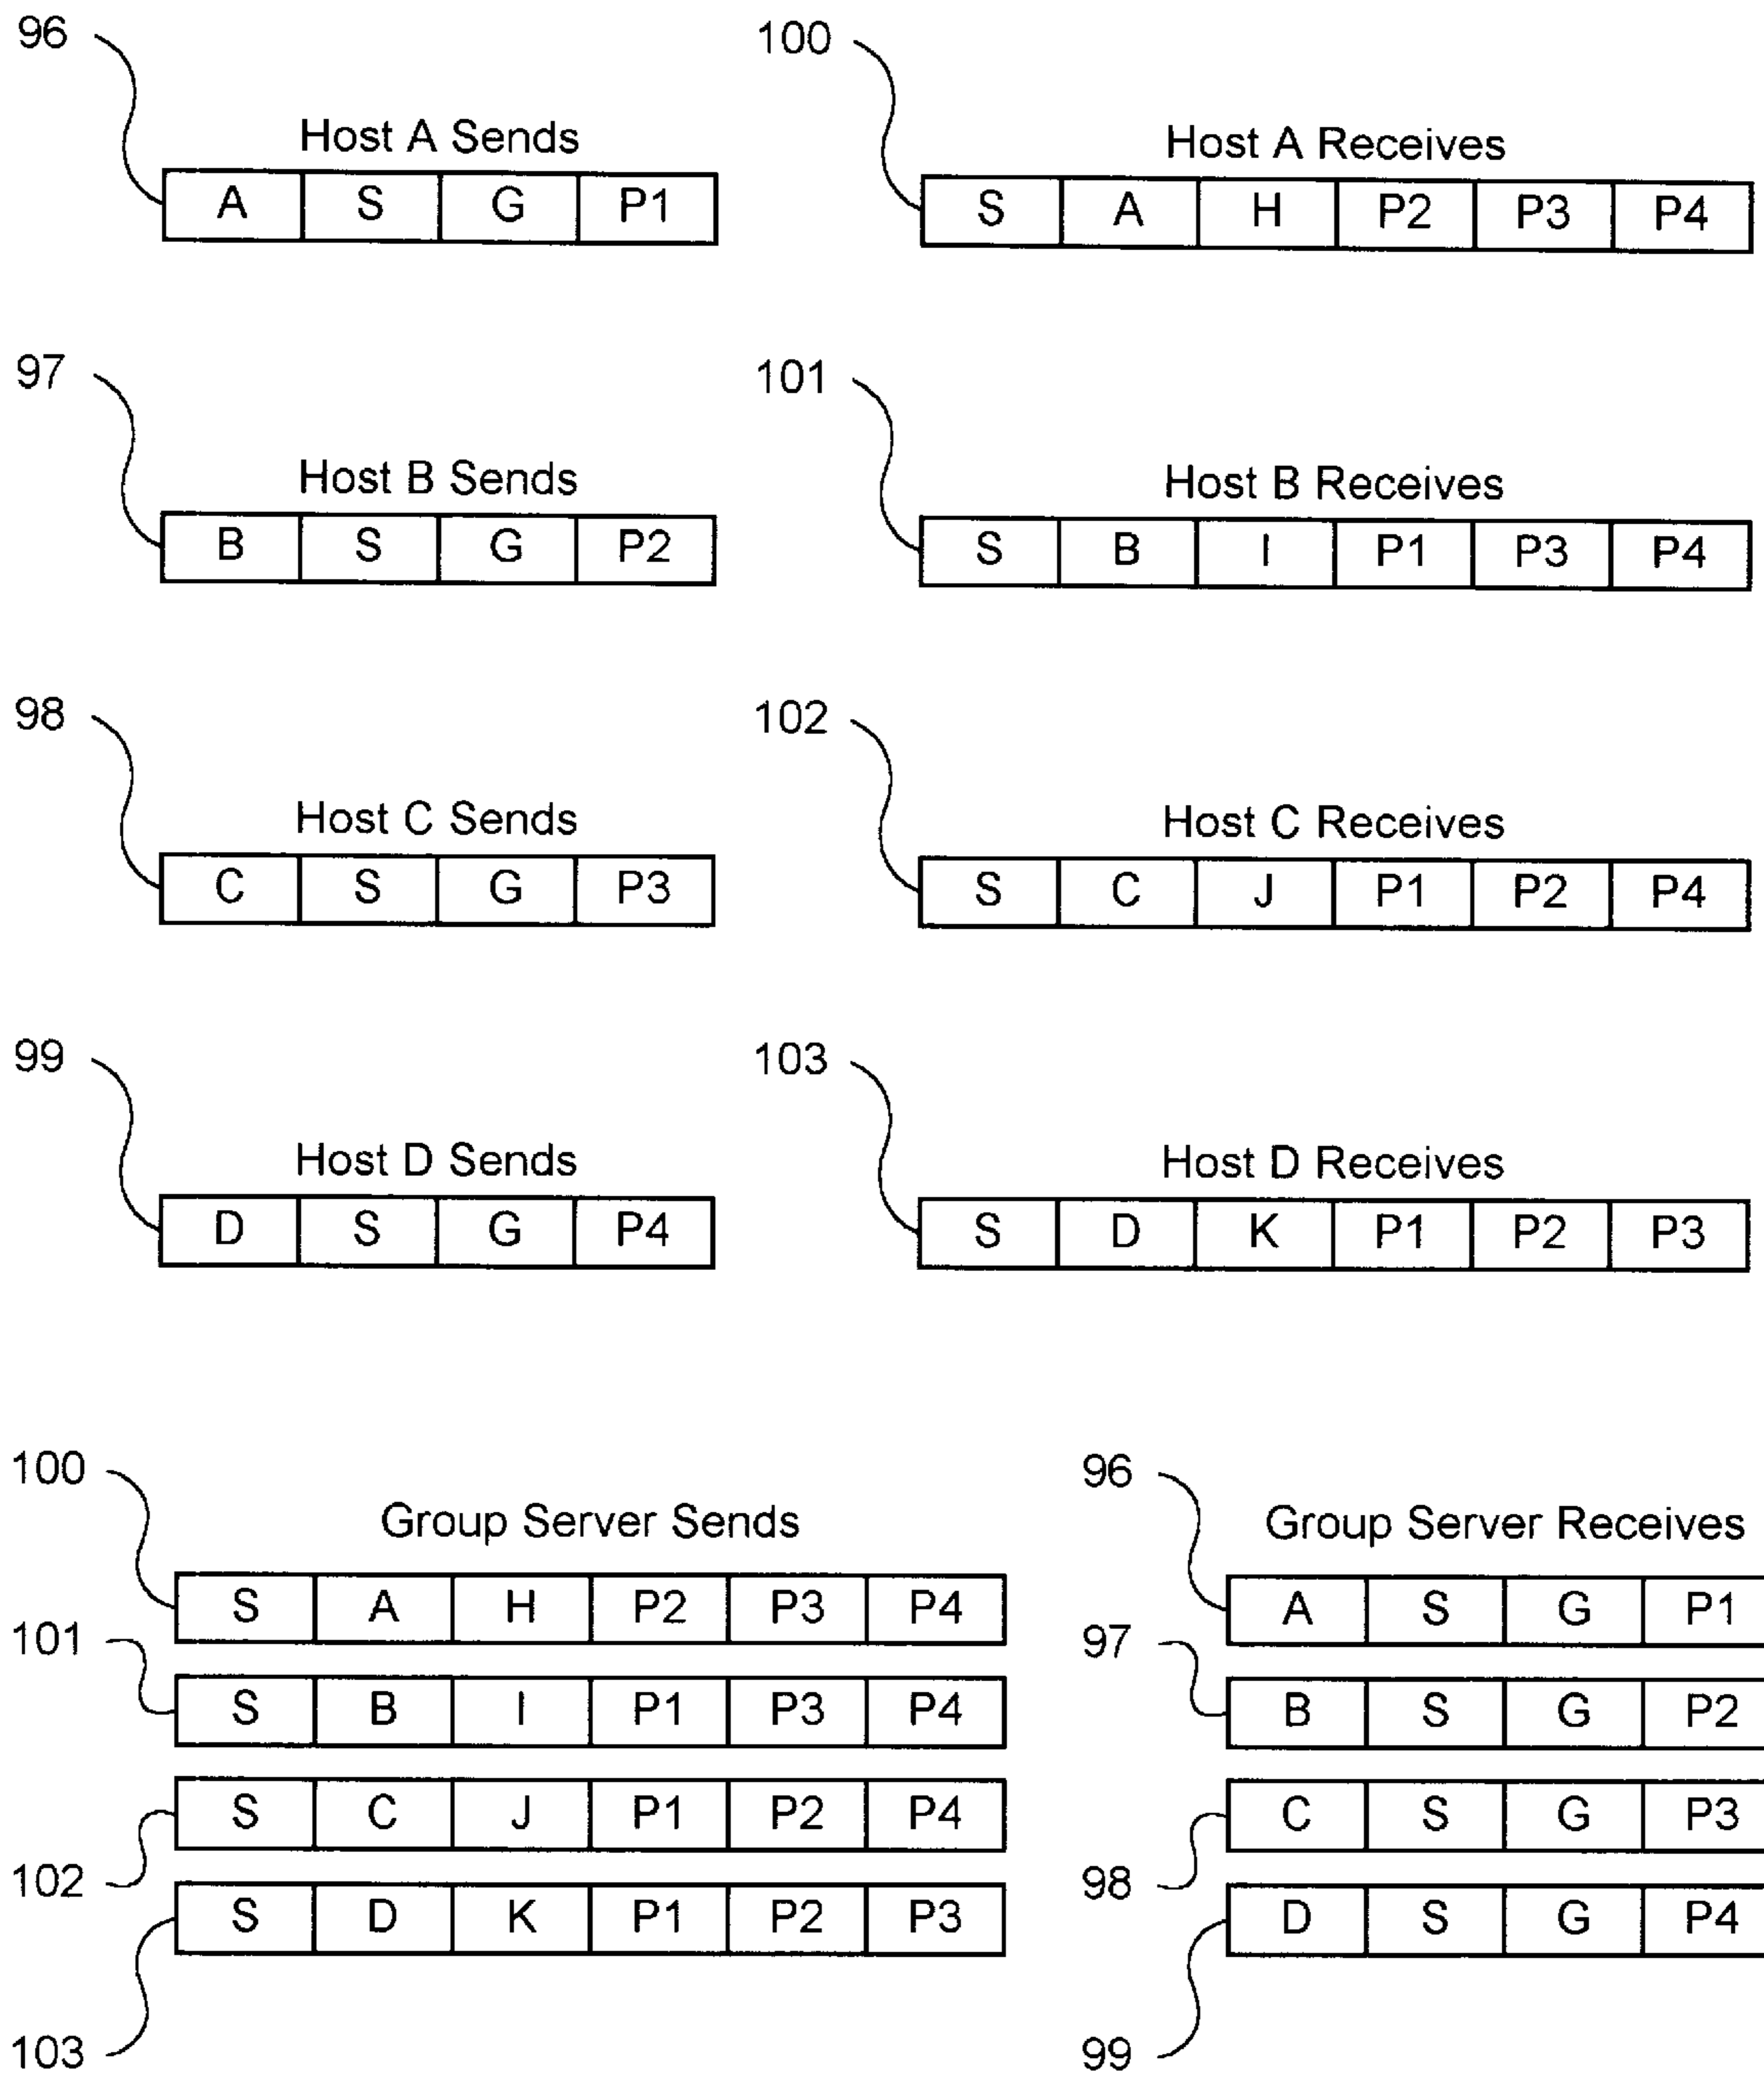 96
100
Host A Sends
Host A Receives
A S G P1
S A H P2 P3 P4
97
101
Host B Sends
Host B Receives
B S G P2
S B I P1 P3 P4
98
102
Host C Sends
Host C Receives
C S G P3
S C J P1 P2 P4
99
103
Host D Sends
Host D Receives
D S G P4
S D K P1 P2 P3
100
Group Server Sends
S A H P2 P3 P4
101
S B I P1 P3 P4
S C J P1 P2 P4
102
S D K P1 P2 P3
103
96
Group Server Receives
A S G P1
97
B S G P2
C S G P3
98
D S G P4
99